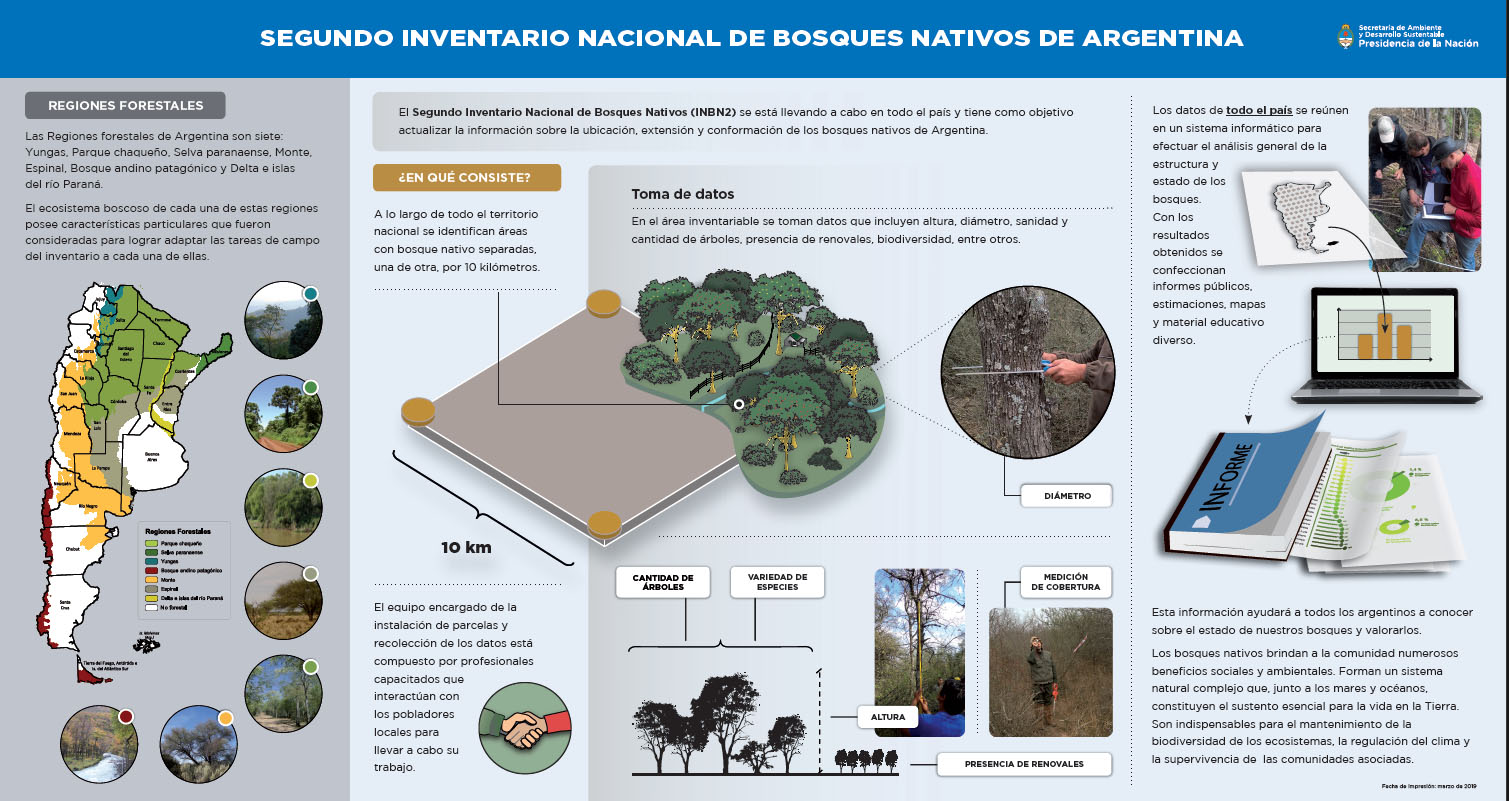 SEGUNDO INVENTARIO NACIONAL DE BOSQUES NATIVOS DE ARGENTINA
Secretaría de Ambiente
y Desarrollo Sustentable
Presidencia de la Nación
REGIONES FORESTALES
Las Regiones forestales de Argentina son siete:
Yungas, Parque chaqueño, Selva paranaense, Monte,
Espinal, Bosque andino patagónico y Delta e islas
del río Paraná.
El ecosistema boscoso de cada una de estas regiones
posee características particulares que fueron
consideradas para lograr adaptar las tareas de campo
del inventario a cada una de ellas.
Jujuy
Salta
Formosa
Chaco
Santiago
del
Estero
Catamarca
Misiones
Corrientes
La Rioja
Santa
Fe
San Juan
Córdoba
Entre
Ríos
San
Luis
Mendoza
Buenos
Aires
La Pampa
Neuquén
Río Negro
Chubut
Santa
Cruz
Tierra del Fuego, Antártida e
Is. del Atlántico Sur
Regiones Forestales
Parque chaqueño
Selva paranaense
Yungas
Bosque andino patagónico
Monte
Espinal
Delta e islas del río Paraná
No forestal
El Segundo Inventario Nacional de Bosques Nativos (INBN2) se está llevando a cabo en todo el país y tiene como objetivo
actualizar la información sobre la ubicación, extensión y conformación de los bosques nativos de Argentina.
¿EN QUÉ CONSISTE?
A lo largo de todo el territorio
nacional se identifican áreas
con bosque nativo separadas,
una de otra, por 10 kilómetros.
10 km
El equipo encargado de la
instalación de parcelas y
recolección de los datos está
compuesto por profesionales
capacitados que
interactúan con
los pobladores
locales para
llevar a cabo su
trabajo.
Toma de datos
En el área inventariable se toman datos que incluyen altura, diámetro, sanidad y
cantidad de árboles, presencia de renovales, biodiversidad, entre otros.
DIÁMETRO
CANTIDAD DE
ÁRBOLES
VARIEDAD DE
ESPECIES
MEDICIÓN
DE COBERTURA
ALTURA
PRESENCIA DE RENOVALES
Los datos de todo el país se reúnen
en un sistema informático para
efectuar el análisis general de la
estructura y
estado de los
bosques.
Con los
resultados
obtenidos se
confeccionan
informes públicos,
estimaciones, mapas
y material educativo
diverso.
INFORME
Esta información ayudará a todos los argentinos a conocer
sobre el estado de nuestros bosques y valorarlos.
Los bosques nativos brindan a la comunidad numerosos
beneficios sociales y ambientales. Forman un sistema
natural complejo que, junto a los mares y océanos,
constituyen el sustento esencial para la vida en la Tierra.
Son indispensables para el mantenimiento de la
biodiversidad de los ecosistemas, la regulación del clima y
la supervivencia de las comunidades asociadas.
Fecha de impresión: marzo de 2019